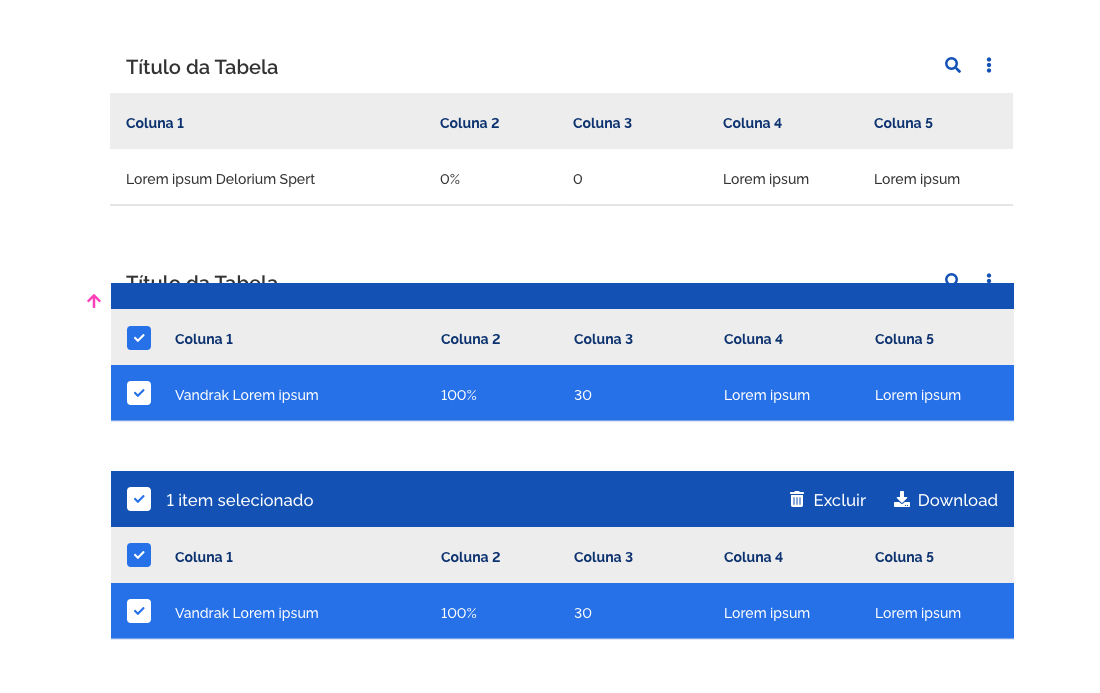 Título da Tabela
Coluna 1 Coluna 2 Coluna 3 Coluna 4 Coluna 5
Lorem ipsum Delorium Spert 0% 0 Lorem ipsum Lorem ipsum
Título da Tabela
Coluna 1 Coluna 2 Coluna 3 Coluna 4 Coluna 5
Vandrak Lorem ipsum 100% 30 Lorem ipsum Lorem ipsum
1 item selecionado Excluir Download
Coluna 1 Coluna 2 Coluna 3 Coluna 4 Coluna 5
Vandrak Lorem ipsum 100% 30 Lorem ipsum Lorem ipsum